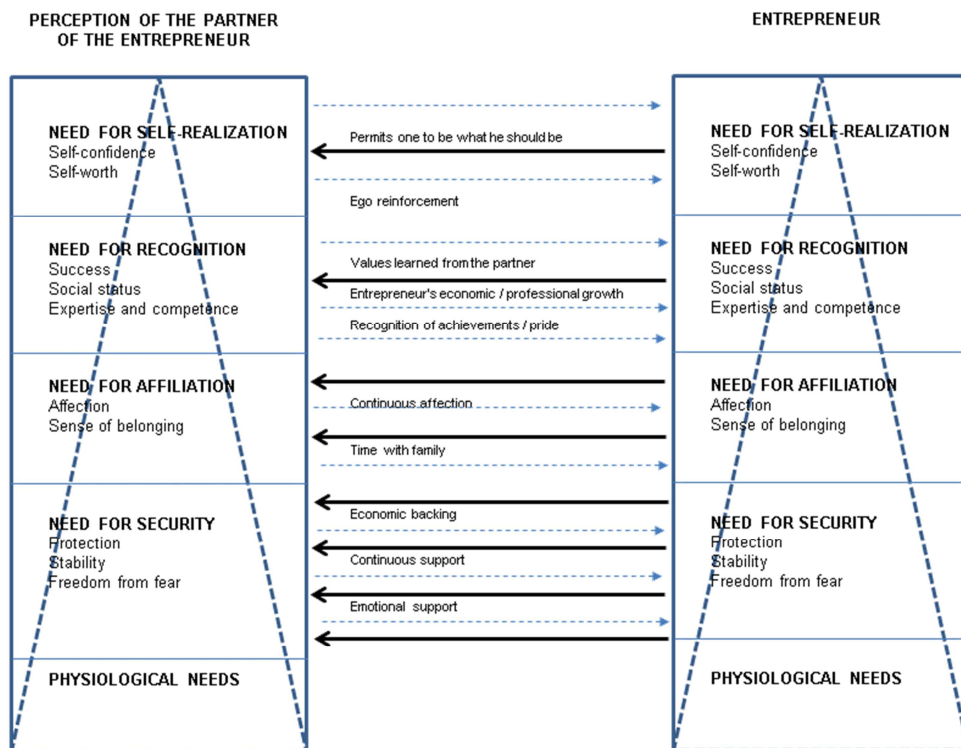 PERCEPTION OF THE PARTNER
OF THE ENTREPRENEUR
NEED FOR SELF-REALIZATION
Self-confidence
Self-worth
NEED FOR RECOGNITION
Success
Social status
Expertise and competence
NEED FOR AFFILIATION
Affection
Sense of belonging
NEED FOR SECURITY
Protection
Stability
Freedom from fear
PHYSIOLOGICAL NEEDS
Permits one to be what he should be
Ego reinforcement
Values learned from the partner
Entrepreneur's economic / professional growth
Recognition of achievements / pride
Continuous affection
Time with family
Economic backing
Continuous support
Emotional support
ENTREPRENEUR
NEED FOR SELF-REALIZATION
Self-confidence
Self-worth
NEED FOR RECOGNITION
Success
Social status
Expertise and competence
NEED FOR AFFILIATION
Affection
Sense of belonging
NEED FOR SECURITY
Protection
Stability
Freedom from fear
PHYSIOLOGICAL NEEDS